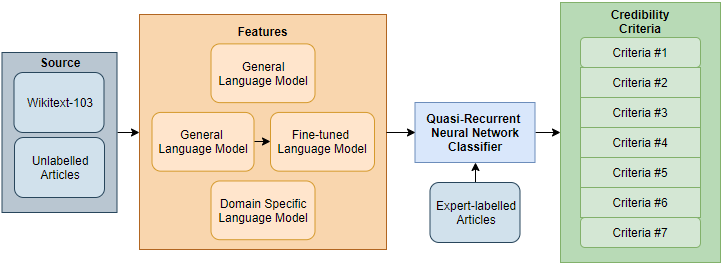 Source
Wikitext-103
Unlabelled
Articles
Features
General
Language Model
General
Language Model
Fine-tuned
Language Model
Domain Specific
Language Model
Quasi-Recurrent
Neural Network
Classifier
Expert-labelled
Articles
Credibility
Criteria
Criteria #1
Criteria #2
Criteria #3
Criteria #4
Criteria #5
Criteria #6
Criteria #7